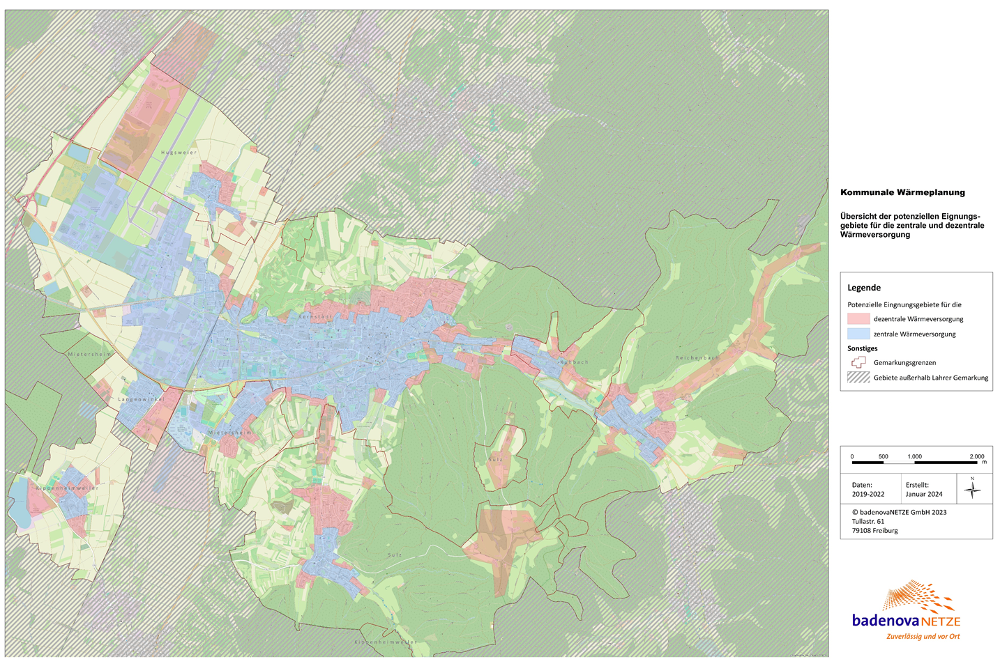 Hugsweier
Kernstadt
Mietersheim
Reichenbach
Kuhbach
Langenwinkel
Mietersheim
Sulz
Kippenheimweiler
Sulz
Kippenheimweiler
Kommunale Wärmeplanung
Übersicht der potenziellen Eignungs-
gebiete für die zentrale und dezentrale
Wärmeversorgung
Legende
Potenzielle Eingnungsgebiete für die
dezentrale Wärmeversorgung
zentrale Wärmeversorgung
Sonstiges
Gemarkungsgrenzen
Gebiete außerhalb Lahrer Gemarkung
0 500 1.000 2.000
m
Daten:
2019-2022
Erstellt:
Januar 2024
N
© badenovaNETZE GmbH 2023
Tullastr. 61
79108 Freiburg
badenovaNETZE
Zuverlässig und vor Ort